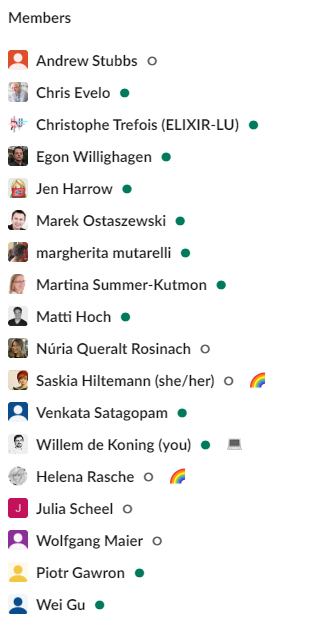 Members
Andrew Stubbs
Chris Evelo
Christophe Trefois (ELIXIR-LU)
Egon Willighagen
Jen Harrow
Marek Ostaszewski
margherita mutarelli
Martina Summer-Kutmon
Matti Hoch
Núria Queralt Rosinach
Saskia Hiltemann (she/her)
Venkata Satagopam
Willem de Koning (you)
Helena Rasche
J Julia Scheel
Wolfgang Maier
Piotr Gawron
Wei Gu